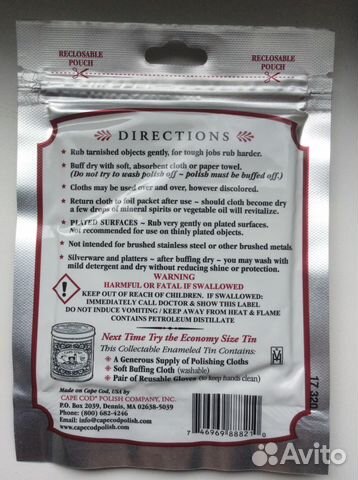 RECLOSABLE
POUCH
RECLOSABLE
POUCH
DIRECTIONS
Rub tarnished objects gently, for tough jobs rub harder.
Buff dry with soft, absorbent cloth or paper towel.
(Do not try to wash polish off ~ polish must be buffed off.)
Cloths may be used over and over, however discolored.
Return cloth to foil packet after use ~ should cloth become dry
a few drops of mineral spirits or vegetable oil will revitalize.
PLATED SURFACES ~ Rub very gently on plated surfaces.
Not recommended for use on thinly plated objects.
Not intended for brushed stainless steel or other brushed metals
Silverware and platters ~ after buffing dry ~ you may wash with
mild detergent and dry without reducing shine or protection.
WARNING
HARMFUL OR FATAL IF SWALLOWED
KEEP OUT OF REACH OF CHILDREN. IF SWALLOWED:
IMMEDIATELY CALL DOCTOR & SHOW THIS LABEL
DO NOT INDUCE VOMITING / KEEP AWAY FROM HEAT & FLAME
CONTAINS PETROLEUM DISTILLATE
Next Time Try the Economy Size Tin
This Collectable Enameled Tin Contains:
A Generous Supply of Polishing Cloths
Soft Buffing Cloth (washable)
Pair of Reusable Gloves (to keep hands clean)
Made on Cape Cod, USA by
CAPE COD® POLISH COMPANY, INC.
P.O. Box 2039, Dennis, MA 02638-5039
Phone: (800) 682-4246
Email: info@capecodpolish.com
www.capecodpolish.com
7 46969 88821 0
17 320
Avito